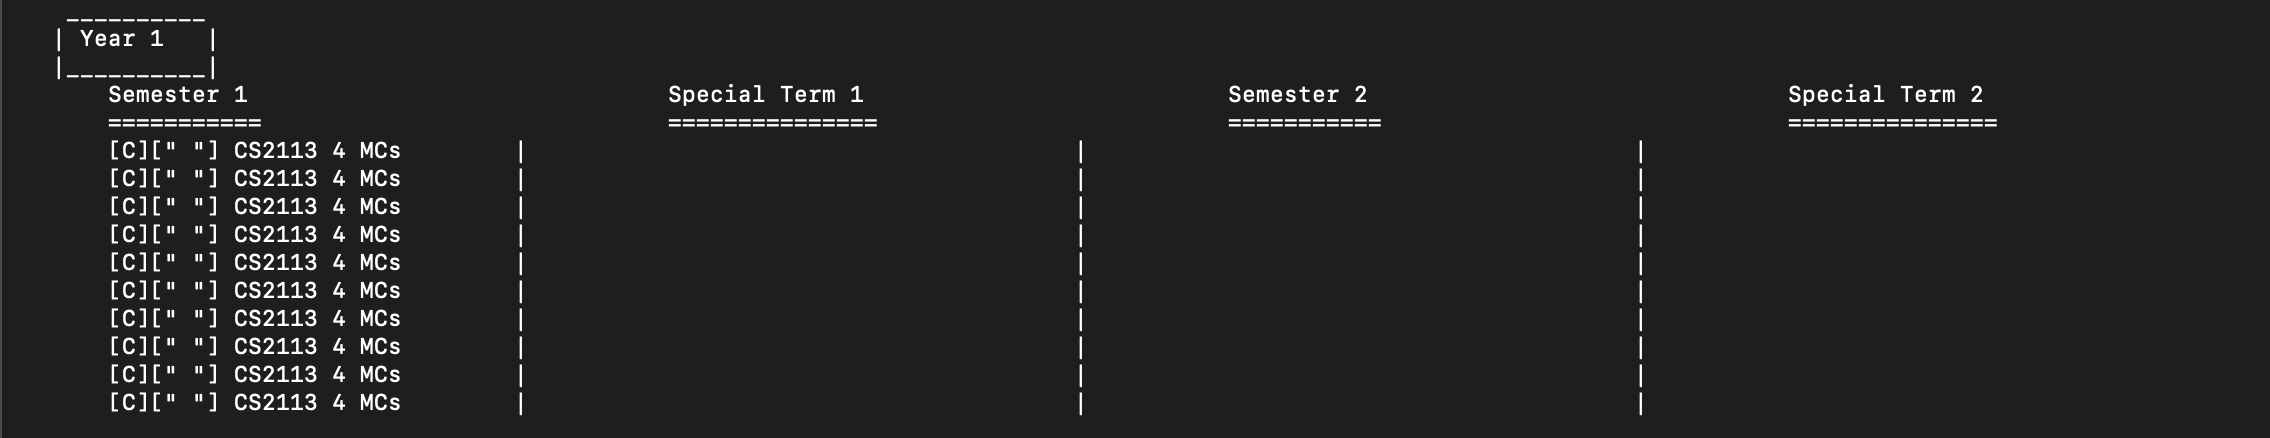 __________
| Year 1   |
|__________|
Semester 1                              Special Term 1                          Semester 2                              Special Term 2
===========                             ===============                         ===========                             ===============
[C][" "] CS2113 4 MCs        |                                       |                                       |
[C][" "] CS2113 4 MCs        |                                       |                                       |
[C][" "] CS2113 4 MCs        |                                       |                                       |
[C][" "] CS2113 4 MCs        |                                       |                                       |
[C][" "] CS2113 4 MCs        |                                       |                                       |
[C][" "] CS2113 4 MCs        |                                       |                                       |
[C][" "] CS2113 4 MCs        |                                       |                                       |
[C][" "] CS2113 4 MCs        |                                       |                                       |
[C][" "] CS2113 4 MCs        |                                       |                                       |
[C][" "] CS2113 4 MCs        |                                       |                                       |